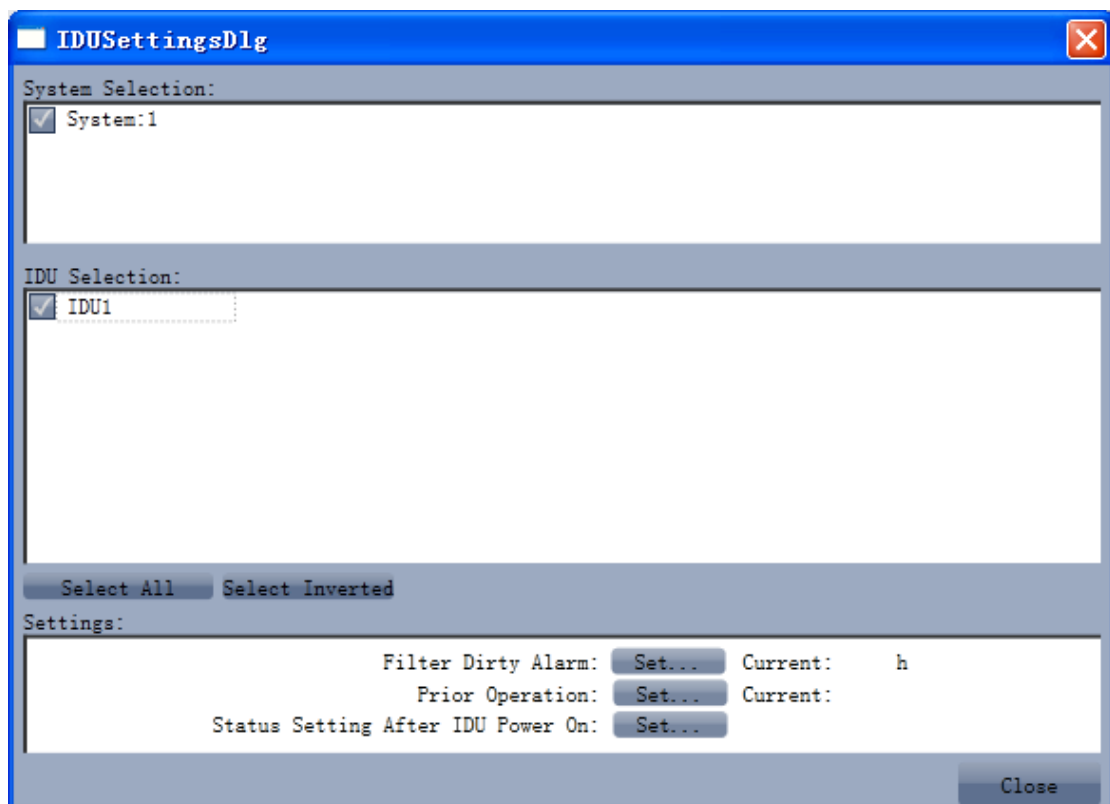 IDUSettingsDlg
System Selection:
System:1
IDU Selection:
IDU1
Select All Select Inverted
Settings:
Filter Dirty Alarm: Set... Current: h
Prior Operation: Set... Current:
Status Setting After IDU Power On: Set...
Close